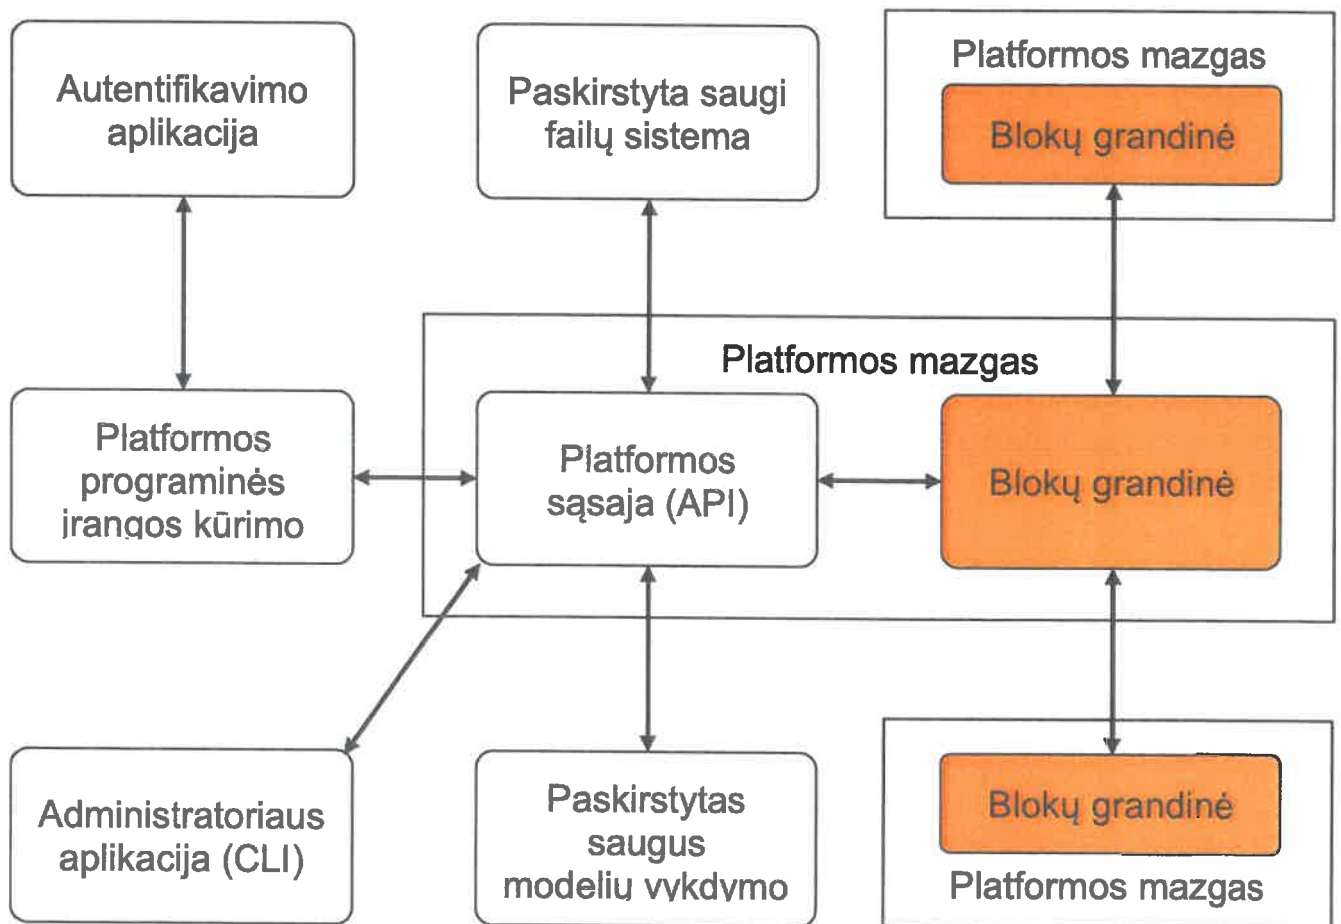 Autentifikavimo
aplikacija
Paskirstyta saugi
failų sistema
Platformos mazgas
Blokų grandinė
Platformos mazgas
Platformos
programinės
įrangos kūrimo
Platformos
sąsaja (API)
Blokų grandinė
Administratoriaus
aplikacija (CLI)
Paskirstytas
saugus
modelių vykdymo
Blokų grandinė
Platformos mazgas